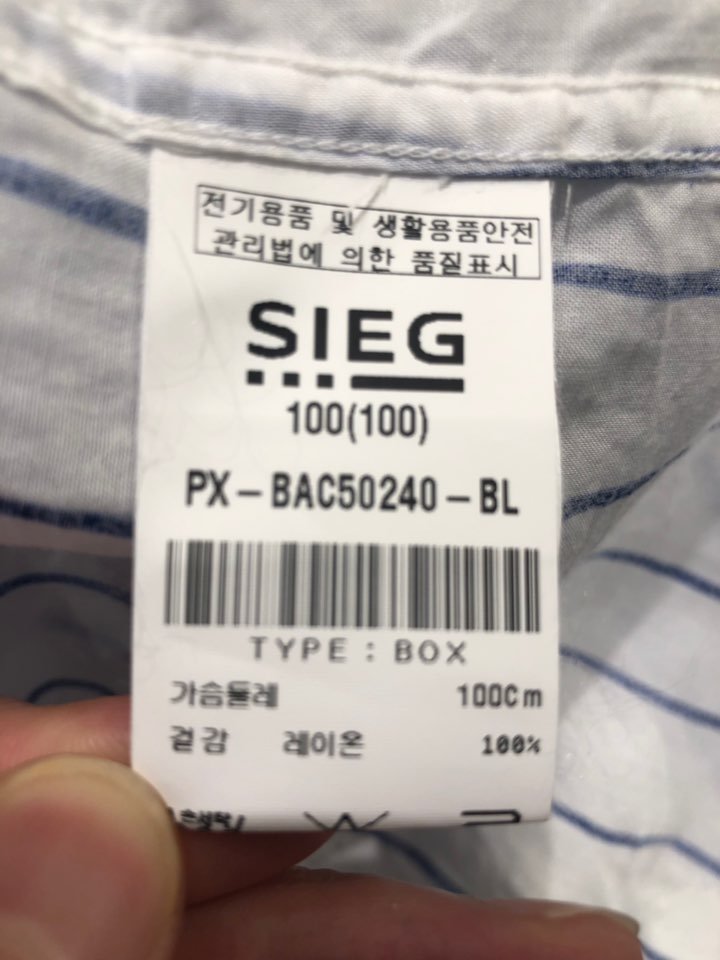 전기용품 및 생활용품안전
관리법에 의한 품질표시
SIEG
100(100)
PX-BAC50240-BL
TYPE : BOX
가슴둘레 100Cm
겉감 레이온 100%